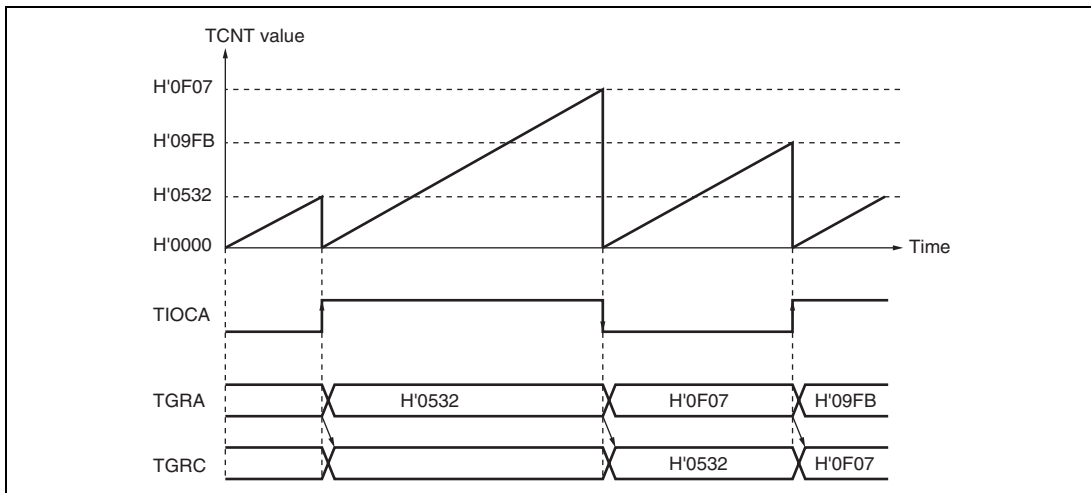 TCNT value
H'0F07
H'09FB
H'0532
H'0000
Time
TIOCA
TGRA
H'0532
H'0F07
H'09FB
TGRC
H'0532
H'0F07